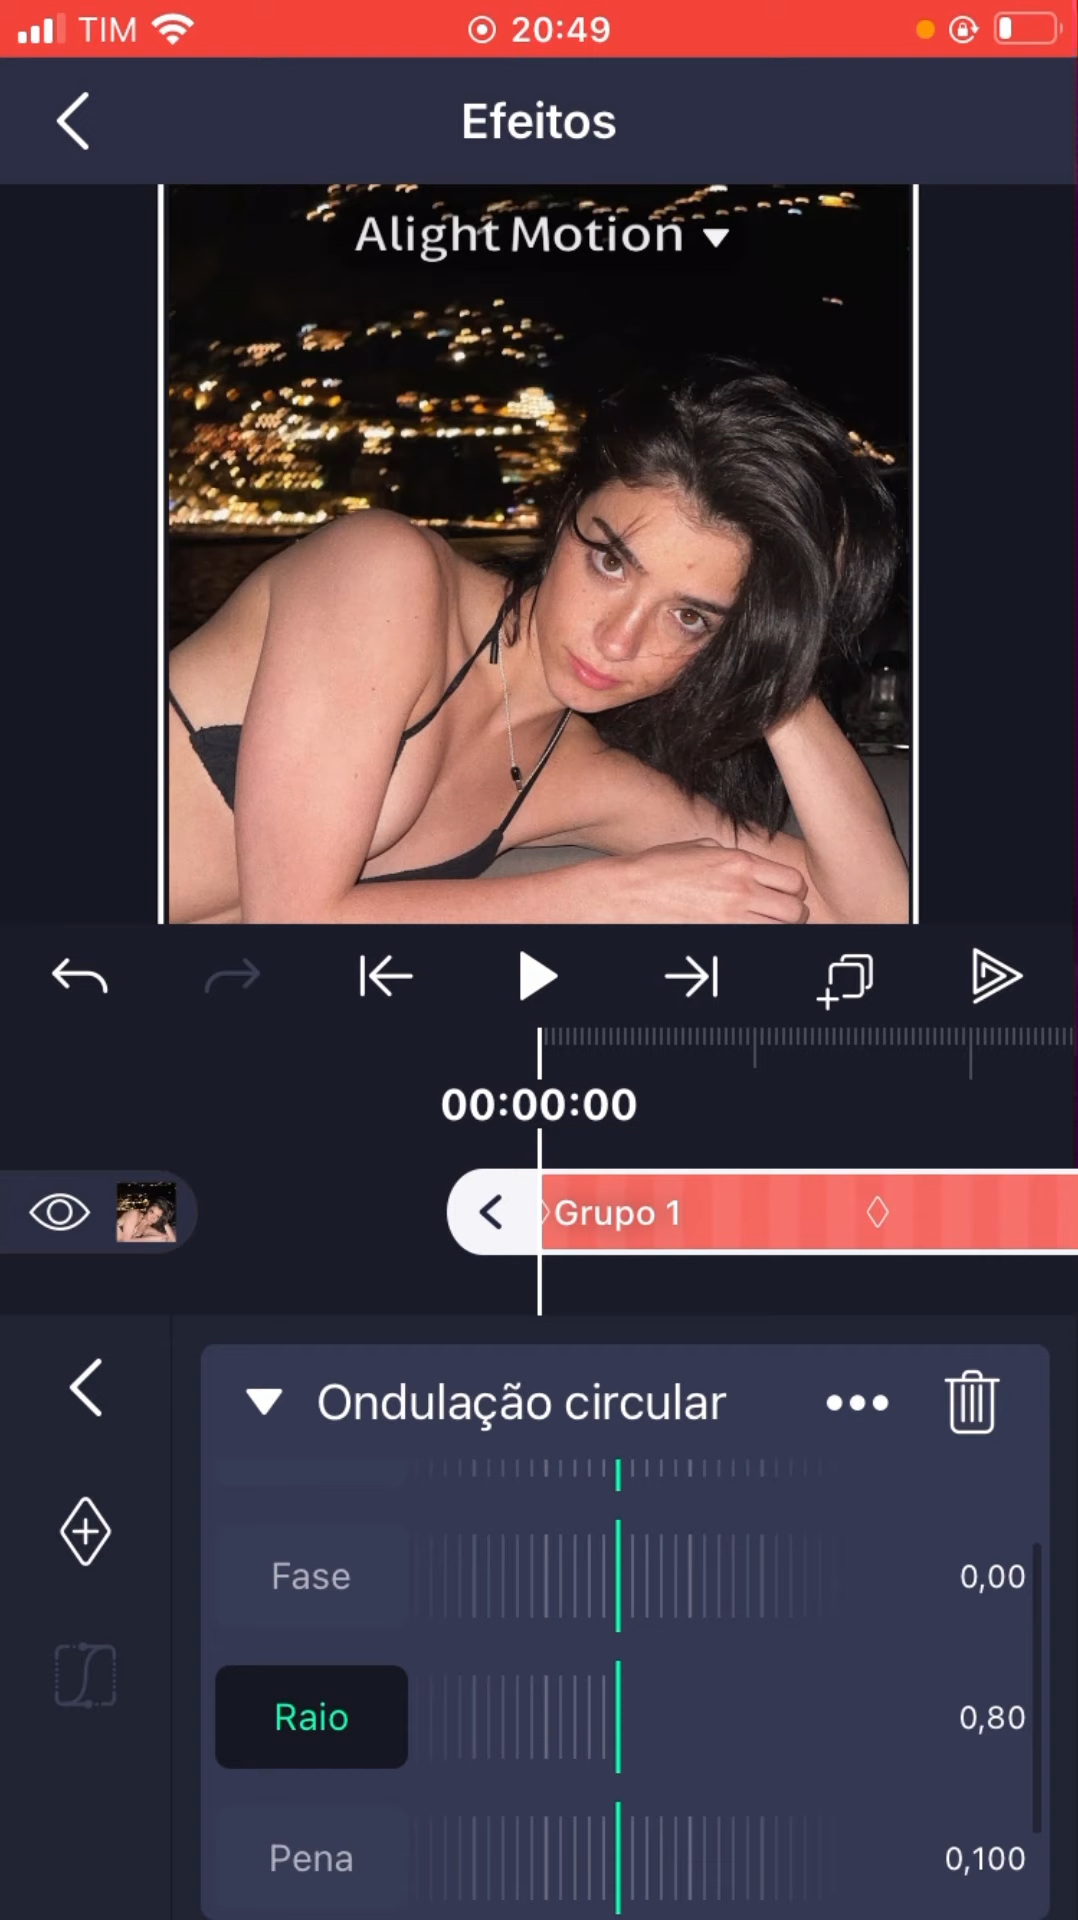 TIM 20:49
Efeitos
Alight Motion
00:00:00
Grupo 1
Ondulação circular
Fase 0,00
Raio 0,80
Pena 0,100